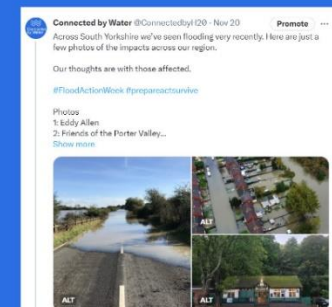 Connected by Water @ConnectedbyH20 · Nov 20
Promote ...
Across South Yorkshire we've seen flooding very recently. Here are just a
few photos of the impacts across our region.
Our thoughts are with those affected.
#FloodActionWeek #prepareactsurvive
Photos
1: Eddy Allen
2: Friends of the Porter Valley...
Show more
ALT
ALT
ALT